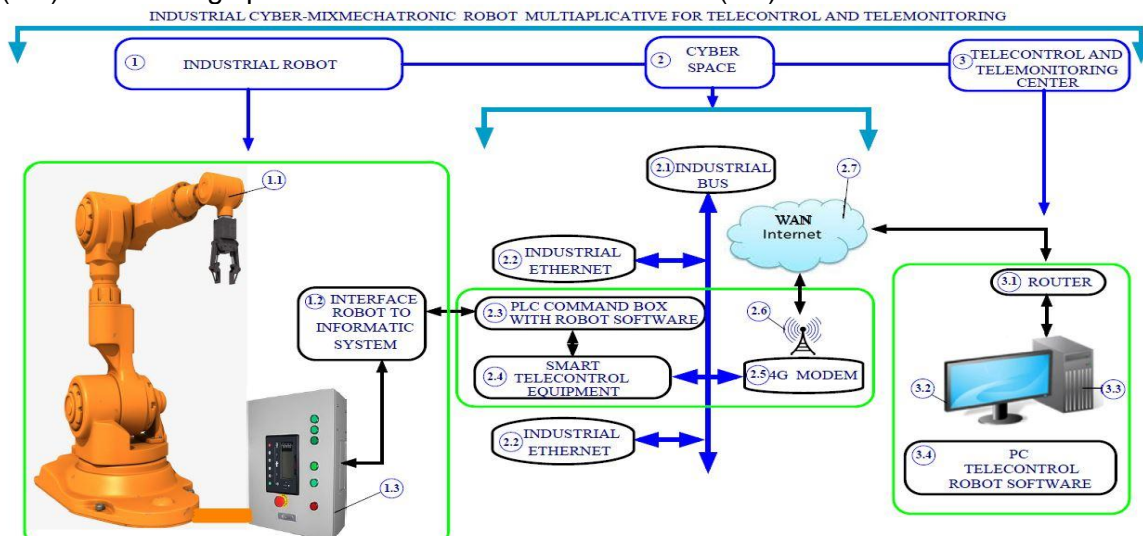 INDUSTRIAL CYBER-MIXMECHATRONIC ROBOT MULTIAPLICATIVE FOR TELECONTROL AND TELEMONITORING
1 INDUSTRIAL ROBOT
2 CYBER
SPACE
3 TELECONTROL AND
TELEMONITORING
CENTER
1.1
1.2 INTERFACE
ROBOT TO
INFORMATIC
SYSTEM
1.3
2.1 INDUSTRIAL
BUS
2.2 INDUSTRIAL
ETHERNET
2.3 PLC COMMAND BOX
WITH ROBOT SOFTWARE
2.4 SMART
TELECONTROL
EQUIPMENT
2.2 INDUSTRIAL
ETHERNET
2.7
WAN
Internet
2.6
2.5 4G MODEM
3.1 ROUTER
3.2
3.3
3.4 PC
TELECONTROL
ROBOT SOFTWARE